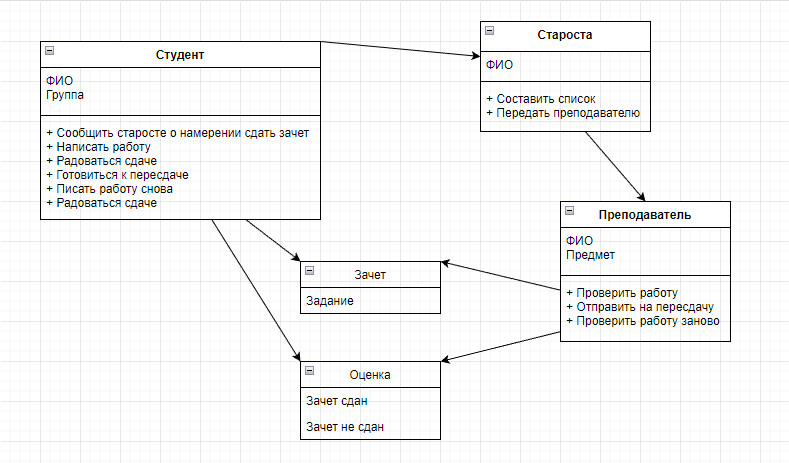 Студент
ФИО
Группа
+ Сообщить старосте о намерении сдать зачет
+ Написать работу
+ Радоваться сдаче
+ Готовиться к пересдаче
+ Писать работу снова
+ Радоваться сдаче
Староста
ФИО
+ Составить список
+ Передать преподавателю
Преподаватель
ФИО
Предмет
+ Проверить работу
+ Отправить на пересдачу
+ Проверить работу заново
Зачет
Задание
Оценка
Зачет сдан
Зачет не сдан